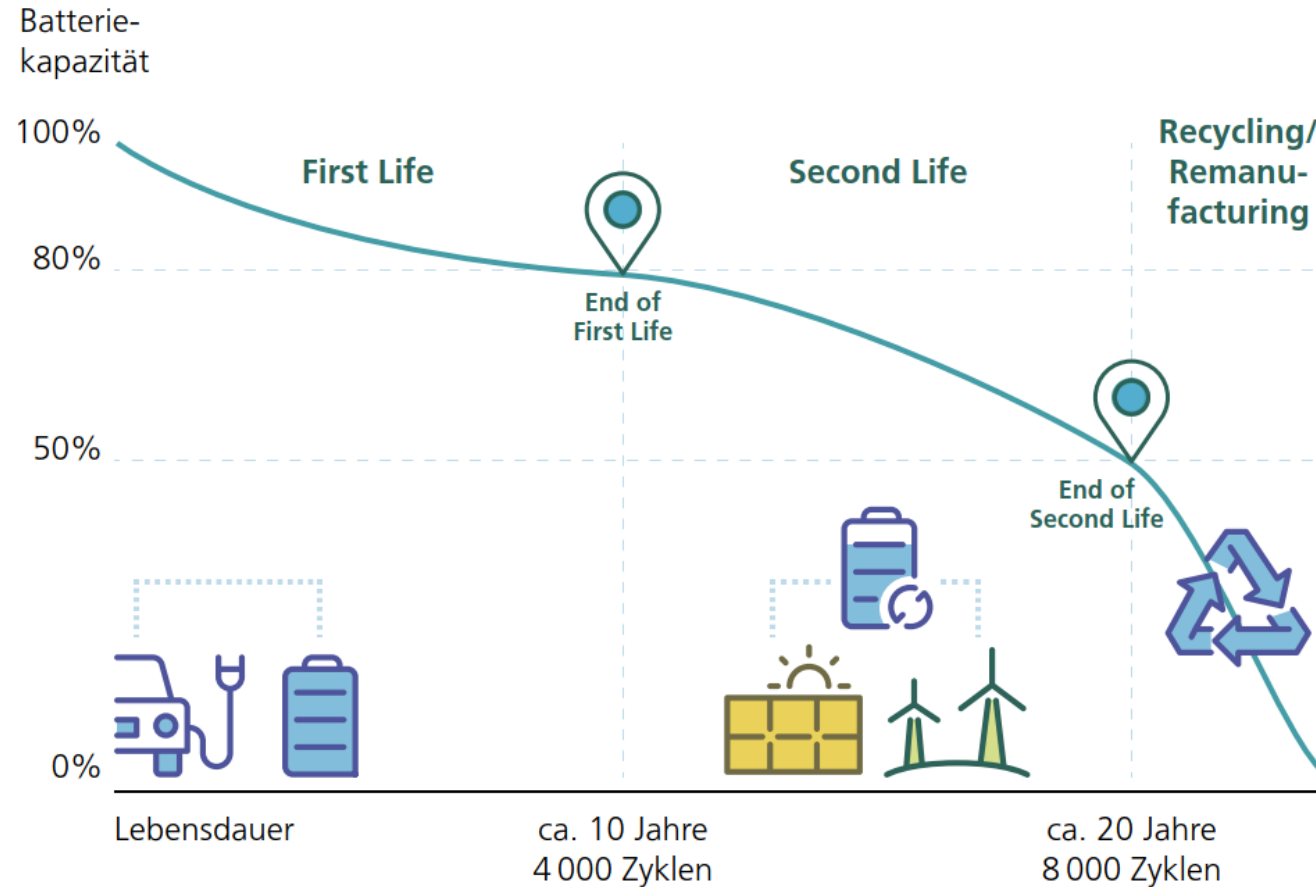 Batterie-
kapazität
100%
First Life
Second Life
Recycling/
Remanu-
facturing
80%
End of
First Life
50%
End of
Second Life
0%
Lebensdauer
ca. 10 Jahre
4 000 Zyklen
ca. 20 Jahre
8 000 Zyklen